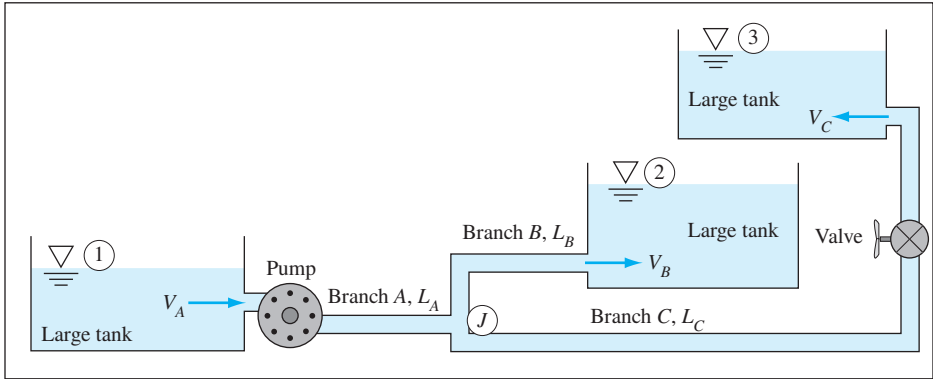 3
Large tank
V_C
2
Branch B, L_B
Large tank
Valve
V_B
1
Pump
Branch A, L_A
V_A
J
Branch C, L_C
Large tank